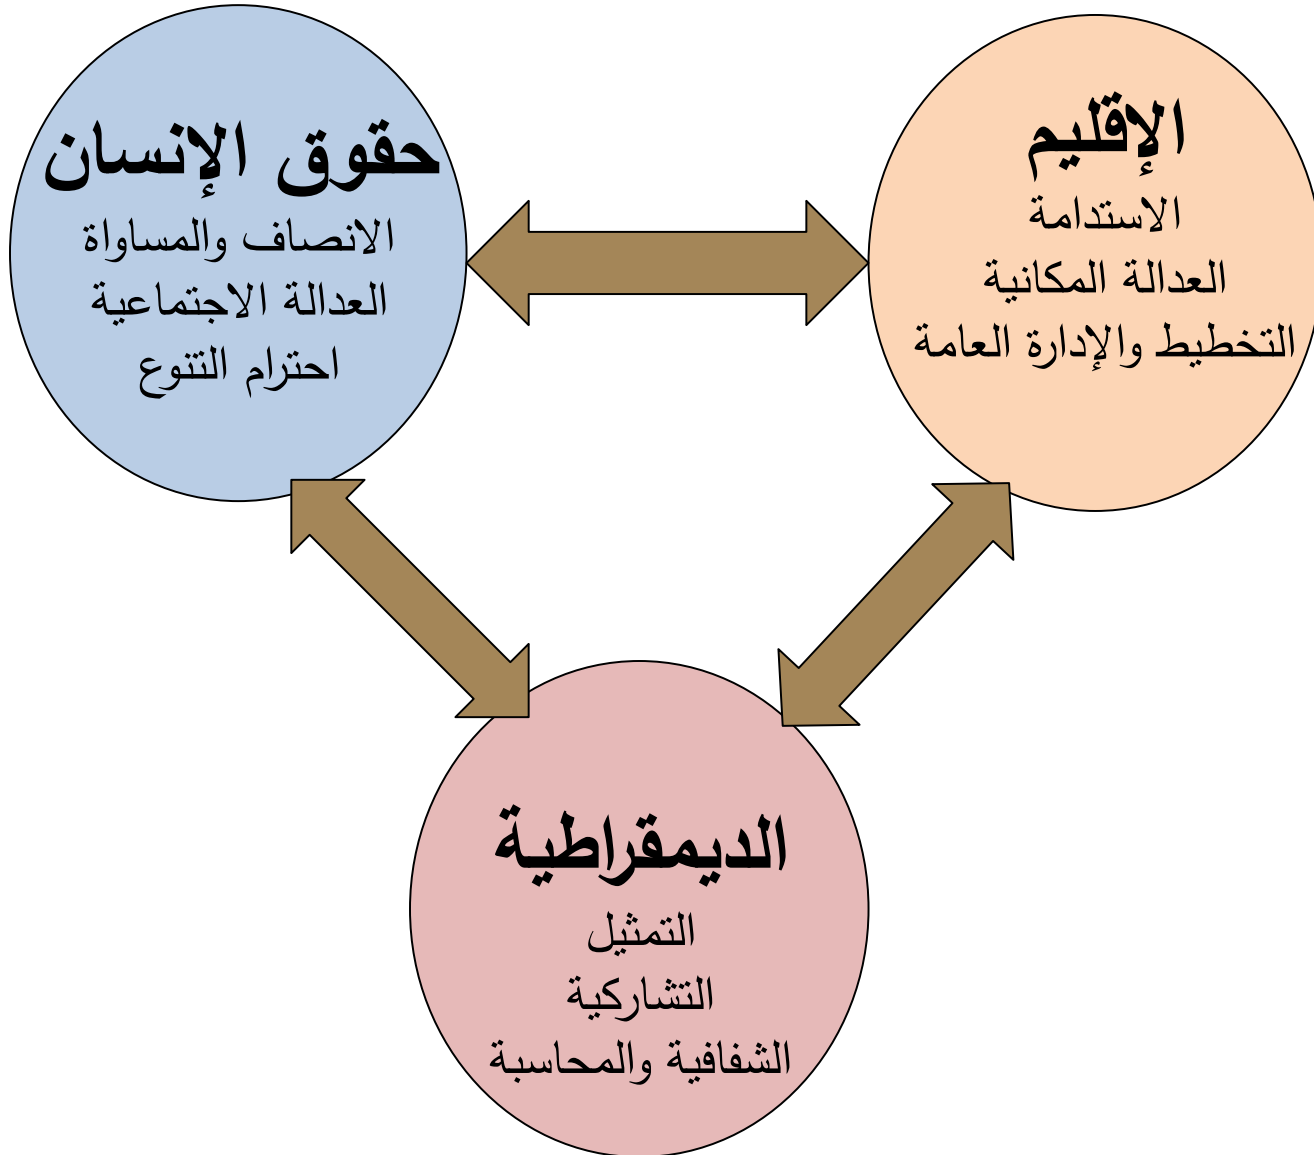 الإقليم
الاستدامة
العدالة المكانية
التخطيط والإدارة العامة
حقوق الإنسان
الانصاف والمساواة
العدالة الاجتماعية
احترام التنوع
الديمقراطية
التمثيل
التشاركية
الشفافية والمحاسبة